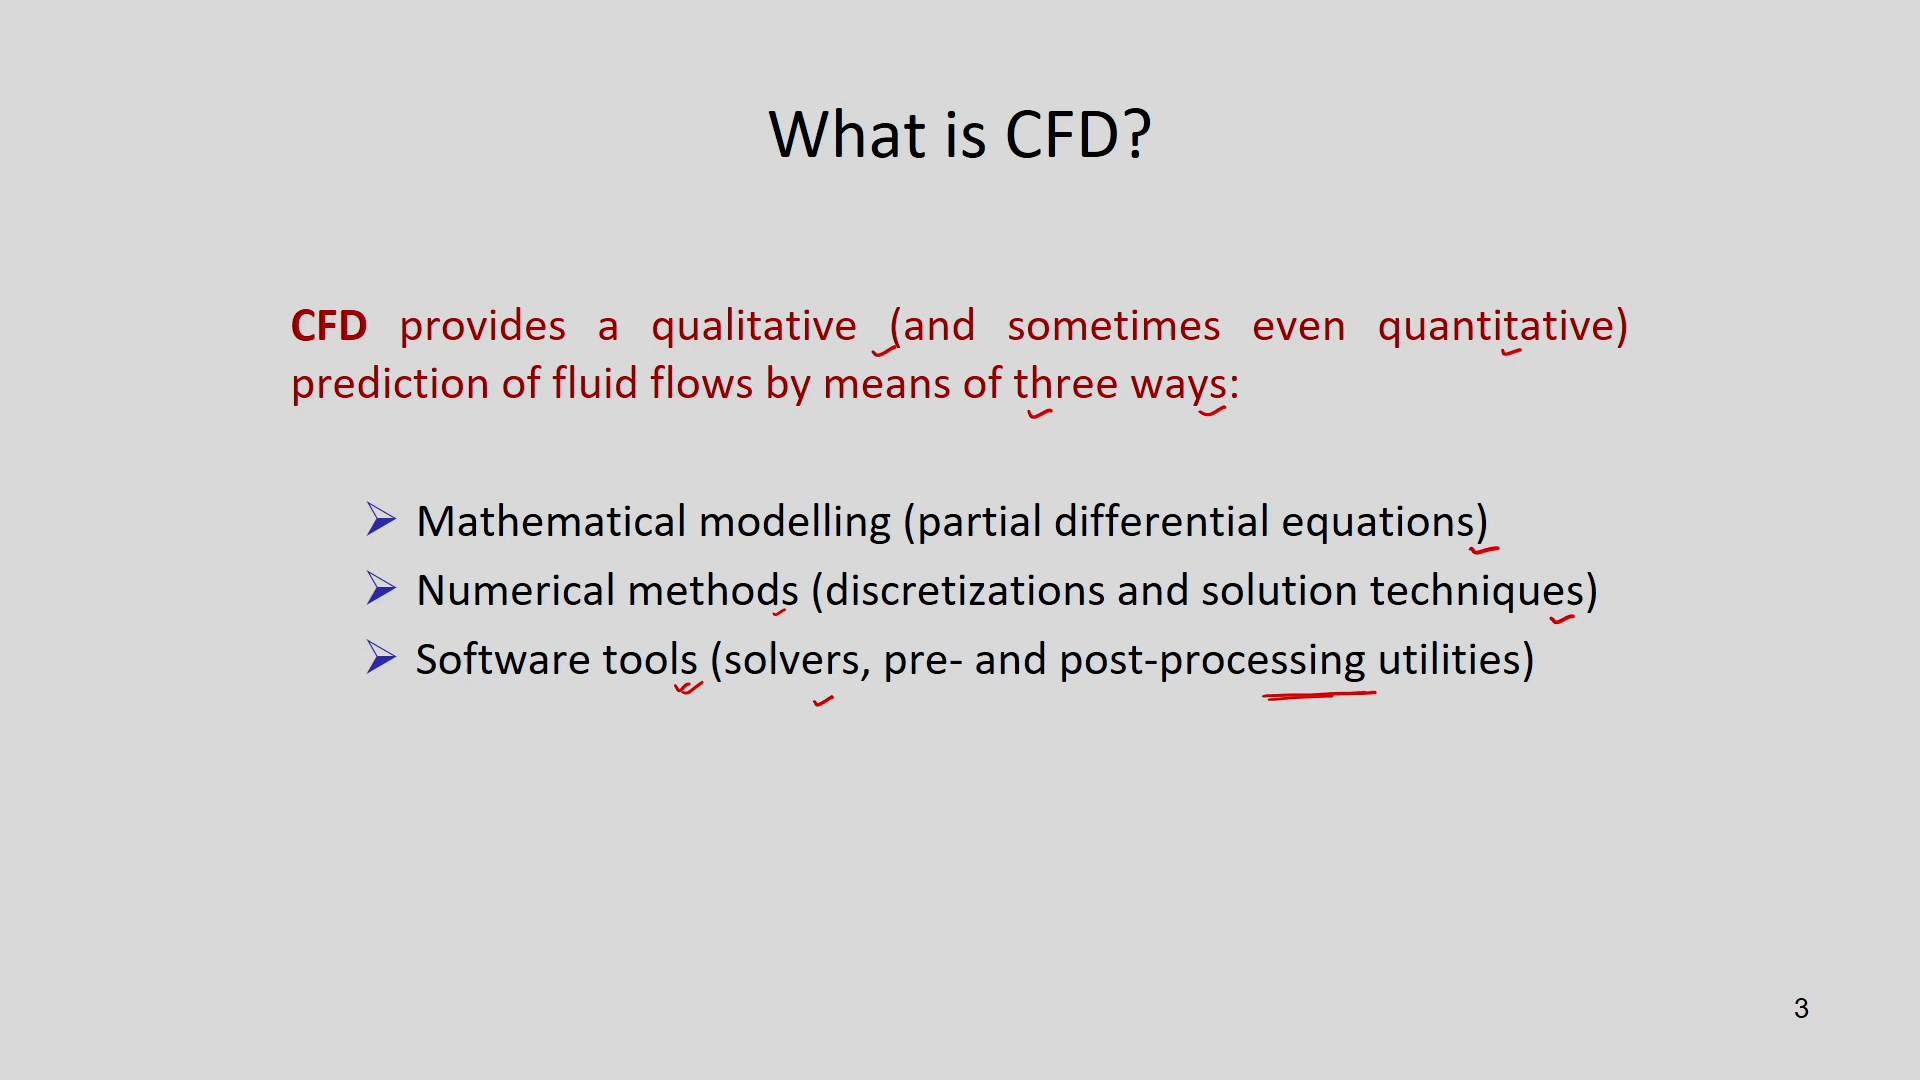 What is CFD?
CFD provides a qualitative (and sometimes even quantitative)
prediction of fluid flows by means of three ways:
Mathematical modelling (partial differential equations)
Numerical methods (discretizations and solution techniques)
Software tools (solvers, pre- and post-processing utilities)
3